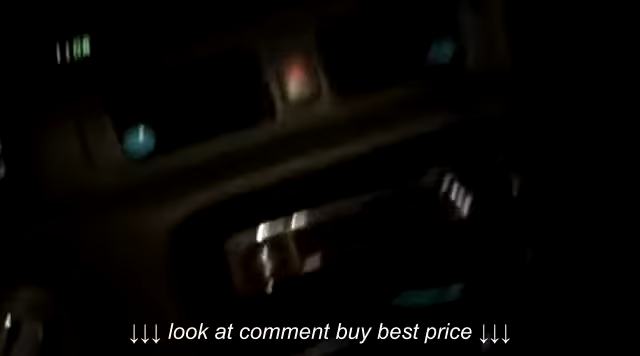 ↓↓↓ look at comment buy best price ↓↓↓